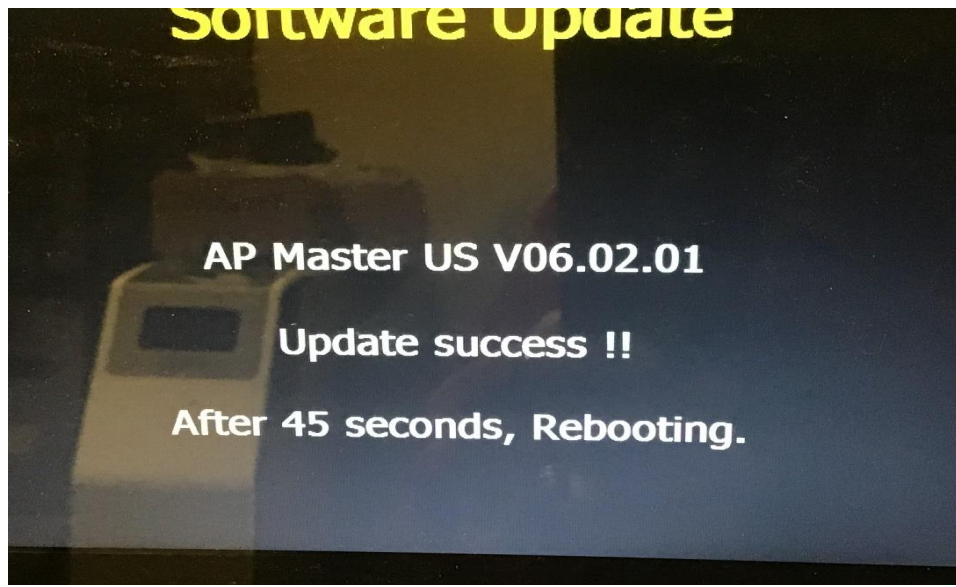 Software Update
AP Master US V06.02.01
Update success !!
After 45 seconds, Rebooting.